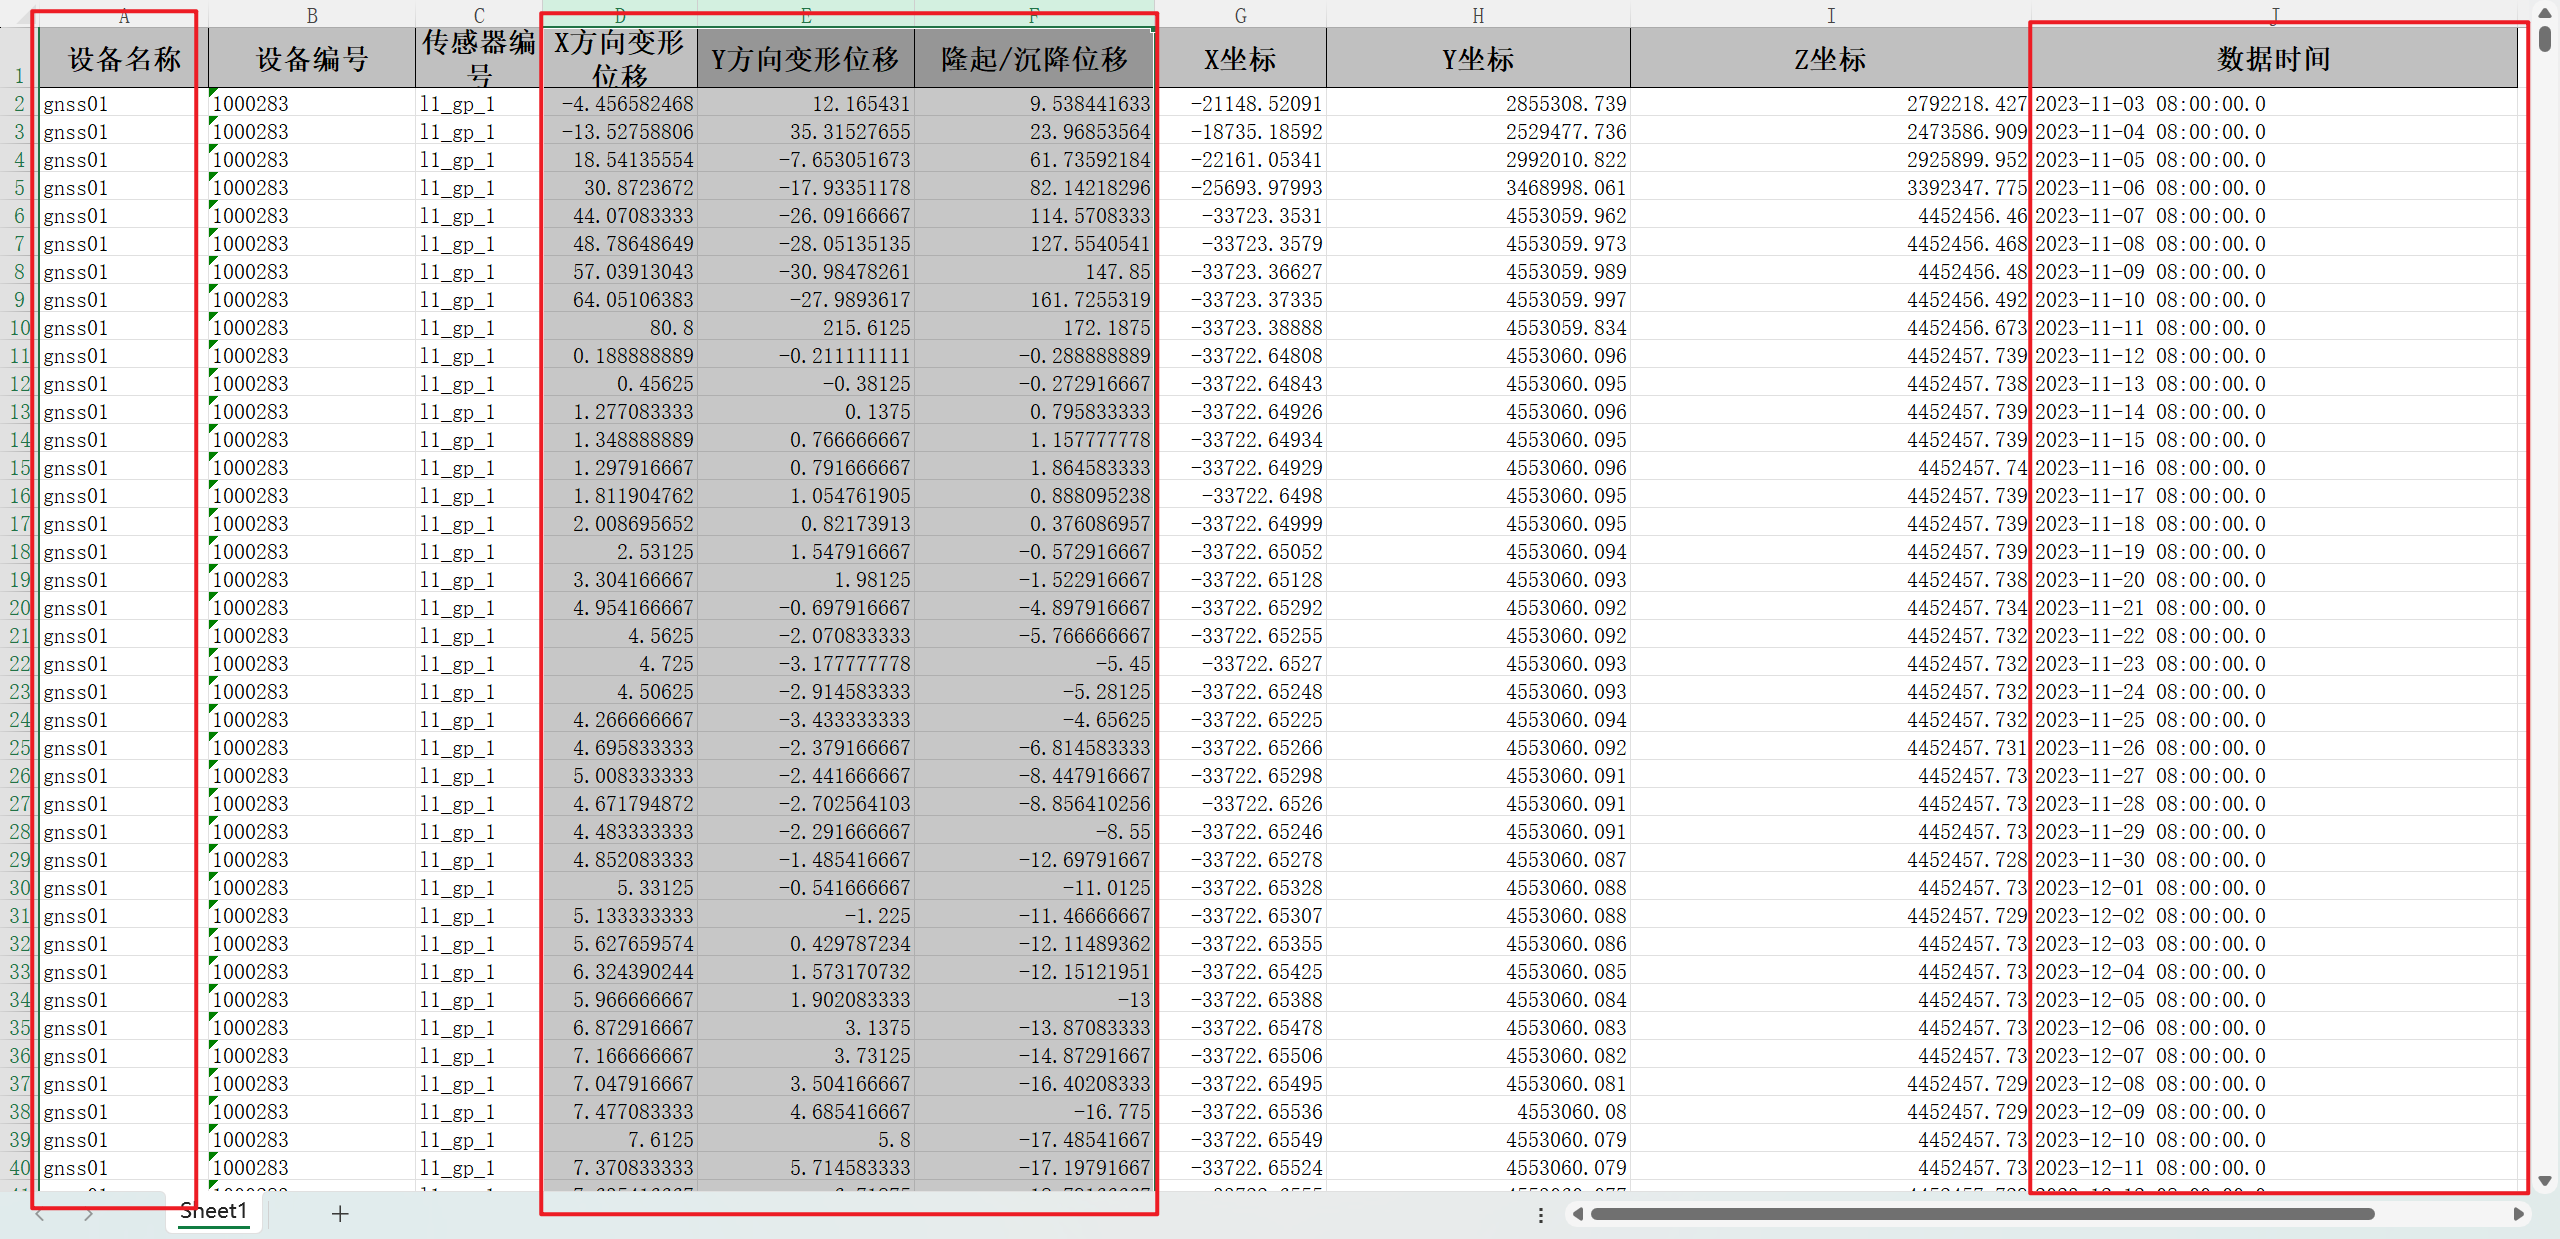 A B C D E F G H I J
1 设备名称 设备编号 传感器编号 X方向变形位移 Y方向变形位移 隆起/沉降位移 X坐标 Y坐标 Z坐标 数据时间
2 gnss01 1000283 l1_gp_1 -4.456582468 12.165431 9.538441633 -21148.52091 2855308.739 2792218.427 2023-11-03 08:00:00.0
3 gnss01 1000283 l1_gp_1 -13.52758806 35.31527655 23.96853564 -18735.18592 2529477.736 2473586.909 2023-11-04 08:00:00.0
4 gnss01 1000283 l1_gp_1 18.54135554 -7.653051673 61.73592184 -22161.05341 2992010.822 2925899.952 2023-11-05 08:00:00.0
5 gnss01 1000283 l1_gp_1 30.8723672 -17.93351178 82.14218296 -25693.97993 3468998.061 3392347.775 2023-11-06 08:00:00.0
6 gnss01 1000283 l1_gp_1 44.07083333 -26.09166667 114.5708333 -33723.3531 4553059.962 4452456.46 2023-11-07 08:00:00.0
7 gnss01 1000283 l1_gp_1 48.78648649 -28.05135135 127.5540541 -33723.3579 4553059.973 4452456.468 2023-11-08 08:00:00.0
8 gnss01 1000283 l1_gp_1 57.03913043 -30.98478261 147.85 -33723.36627 4553059.989 4452456.48 2023-11-09 08:00:00.0
9 gnss01 1000283 l1_gp_1 64.05106383 -27.9893617 161.7255319 -33723.37335 4553059.997 4452456.492 2023-11-10 08:00:00.0
10 gnss01 1000283 l1_gp_1 80.8 215.6125 172.1875 -33723.38888 4553059.834 4452456.673 2023-11-11 08:00:00.0
11 gnss01 1000283 l1_gp_1 0.188888889 -0.211111111 -0.288888889 -33722.64808 4553060.096 4452457.739 2023-11-12 08:00:00.0
12 gnss01 1000283 l1_gp_1 0.45625 -0.38125 -0.272916667 -33722.64843 4553060.095 4452457.738 2023-11-13 08:00:00.0
13 gnss01 1000283 l1_gp_1 1.277083333 0.1375 0.795833333 -33722.64926 4553060.096 4452457.739 2023-11-14 08:00:00.0
14 gnss01 1000283 l1_gp_1 1.348888889 0.766666667 1.157777778 -33722.64934 4553060.095 4452457.739 2023-11-15 08:00:00.0
15 gnss01 1000283 l1_gp_1 1.297916667 0.791666667 1.864583333 -33722.64929 4553060.096 4452457.74 2023-11-16 08:00:00.0
16 gnss01 1000283 l1_gp_1 1.811904762 1.054761905 0.888095238 -33722.6498 4553060.095 4452457.739 2023-11-17 08:00:00.0
17 gnss01 1000283 l1_gp_1 2.008695652 0.82173913 0.376086957 -33722.64999 4553060.095 4452457.739 2023-11-18 08:00:00.0
18 gnss01 1000283 l1_gp_1 2.53125 1.547916667 -0.572916667 -33722.65052 4553060.094 4452457.739 2023-11-19 08:00:00.0
19 gnss01 1000283 l1_gp_1 3.304166667 1.98125 -1.522916667 -33722.65128 4553060.093 4452457.738 2023-11-20 08:00:00.0
20 gnss01 1000283 l1_gp_1 4.954166667 -0.697916667 -4.897916667 -33722.65292 4553060.092 4452457.734 2023-11-21 08:00:00.0
21 gnss01 1000283 l1_gp_1 4.5625 -2.070833333 -5.766666667 -33722.65255 4553060.092 4452457.732 2023-11-22 08:00:00.0
22 gnss01 1000283 l1_gp_1 4.725 -3.177777778 -5.45 -33722.6527 4553060.093 4452457.732 2023-11-23 08:00:00.0
23 gnss01 1000283 l1_gp_1 4.50625 -2.914583333 -5.28125 -33722.65248 4553060.093 4452457.732 2023-11-24 08:00:00.0
24 gnss01 1000283 l1_gp_1 4.266666667 -3.433333333 -4.65625 -33722.65225 4553060.094 4452457.732 2023-11-25 08:00:00.0
25 gnss01 1000283 l1_gp_1 4.695833333 -2.379166667 -6.814583333 -33722.65266 4553060.092 4452457.731 2023-11-26 08:00:00.0
26 gnss01 1000283 l1_gp_1 5.008333333 -2.441666667 -8.447916667 -33722.65298 4553060.091 4452457.73 2023-11-27 08:00:00.0
27 gnss01 1000283 l1_gp_1 4.671794872 -2.702564103 -8.856410256 -33722.6526 4553060.091 4452457.73 2023-11-28 08:00:00.0
28 gnss01 1000283 l1_gp_1 4.483333333 -2.291666667 -8.55 -33722.65246 4553060.091 4452457.73 2023-11-29 08:00:00.0
29 gnss01 1000283 l1_gp_1 4.852083333 -1.485416667 -12.69791667 -33722.65278 4553060.087 4452457.728 2023-11-30 08:00:00.0
30 gnss01 1000283 l1_gp_1 5.33125 -0.541666667 -11.0125 -33722.65328 4553060.088 4452457.73 2023-12-01 08:00:00.0
31 gnss01 1000283 l1_gp_1 5.133333333 -1.225 -11.46666667 -33722.65307 4553060.088 4452457.729 2023-12-02 08:00:00.0
32 gnss01 1000283 l1_gp_1 5.627659574 0.429787234 -12.11489362 -33722.65355 4553060.086 4452457.73 2023-12-03 08:00:00.0
33 gnss01 1000283 l1_gp_1 6.324390244 1.573170732 -12.15121951 -33722.65425 4553060.085 4452457.73 2023-12-04 08:00:00.0
34 gnss01 1000283 l1_gp_1 5.966666667 1.902083333 -13 -33722.65388 4553060.084 4452457.73 2023-12-05 08:00:00.0
35 gnss01 1000283 l1_gp_1 6.872916667 3.1375 -13.87083333 -33722.65478 4553060.083 4452457.73 2023-12-06 08:00:00.0
36 gnss01 1000283 l1_gp_1 7.166666667 3.73125 -14.87291667 -33722.65506 4553060.082 4452457.73 2023-12-07 08:00:00.0
37 gnss01 1000283 l1_gp_1 7.047916667 3.504166667 -16.40208333 -33722.65495 4553060.081 4452457.729 2023-12-08 08:00:00.0
38 gnss01 1000283 l1_gp_1 7.477083333 4.685416667 -16.775 -33722.65536 4553060.08 4452457.729 2023-12-09 08:00:00.0
39 gnss01 1000283 l1_gp_1 7.6125 5.8 -17.48541667 -33722.65549 4553060.079 4452457.73 2023-12-10 08:00:00.0
40 gnss01 1000283 l1_gp_1 7.370833333 5.714583333 -17.19791667 -33722.65524 4553060.079 4452457.73 2023-12-11 08:00:00.0
Sheet1